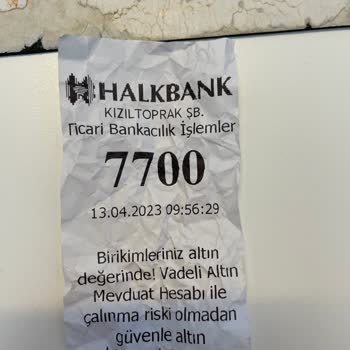 HALKBANK
KIZILTOPRAK ŞB.
Ticari Bankacılık İşlemler
7700
13.04.2023 09:56:29
Birikimleriniz altın
değerinde! Vadeli Altın
Mevduat Hesabı ile
çalınma riski olmadan
güvenle altın